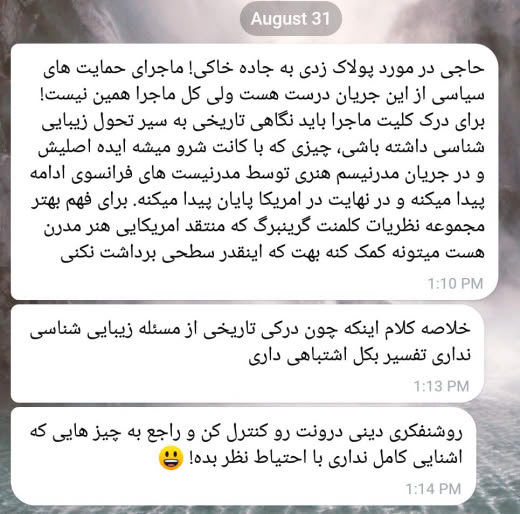 August 31
حاجی در مورد پولاک زدی به جاده خاکی! ماجرای حمایت های
سیاسی از این جریان درست هست ولی کل ماجرا همین نیست!
برای درک کلیت ماجرا باید نگاهی تاریخی به سیر تحول زیبایی
شناسی داشته باشی، چیزی که با کانت شرو میشه ایده اصلیش
و در جریان مدرنیسم هنری توسط مدرنیست های فرانسوی ادامه
پیدا میکنه و در نهایت در امریکا پایان پیدا میکنه. برای فهم بهتر
مجموعه نظریات کلمنت گرینبرگ که منتقد امریکایی هنر مدرن
هست میتونه کمک کنه بهت که اینقدر سطحی برداشت نکنی
1:10 PM
خلاصه کلام اینکه چون درکی تاریخی از مسئله زیبایی شناسی
نداری تفسیر بکل اشتباهی داری
1:13 PM
روشنفکری دینی درونت رو کنترل کن و راجع به چیز هایی که
اشنایی کامل نداری با احتیاط نظر بده! 😃
1:14 PM